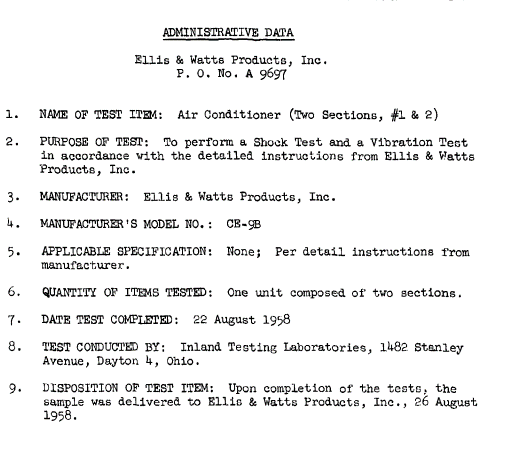 ADMINISTRATIVE DATA
Ellis & Watts Products, Inc.
P. O. No. A 9697
1. NAME OF TEST ITEM: Air Conditioner (Two Sections, #1 & 2)
2. PURPOSE OF TEST: To perform a Shock Test and a Vibration Test
in accordance with the detailed instructions from Ellis & Watts
Products, Inc.
3. MANUFACTURER: Ellis & Watts Products, Inc.
4. MANUFACTURER'S MODEL NO.: CE-9B
5. APPLICABLE SPECIFICATION: None; Per detail instructions from
manufacturer.
6. QUANTITY OF ITEMS TESTED: One unit composed of two sections.
7. DATE TEST COMPLETED: 22 August 1958
8. TEST CONDUCTED BY: Inland Testing Laboratories, 1482 Stanley
Avenue, Dayton 4, Ohio.
9. DISPOSITION OF TEST ITEM: Upon completion of the tests, the
sample was delivered to Ellis & Watts Products, Inc., 26 August
1958.